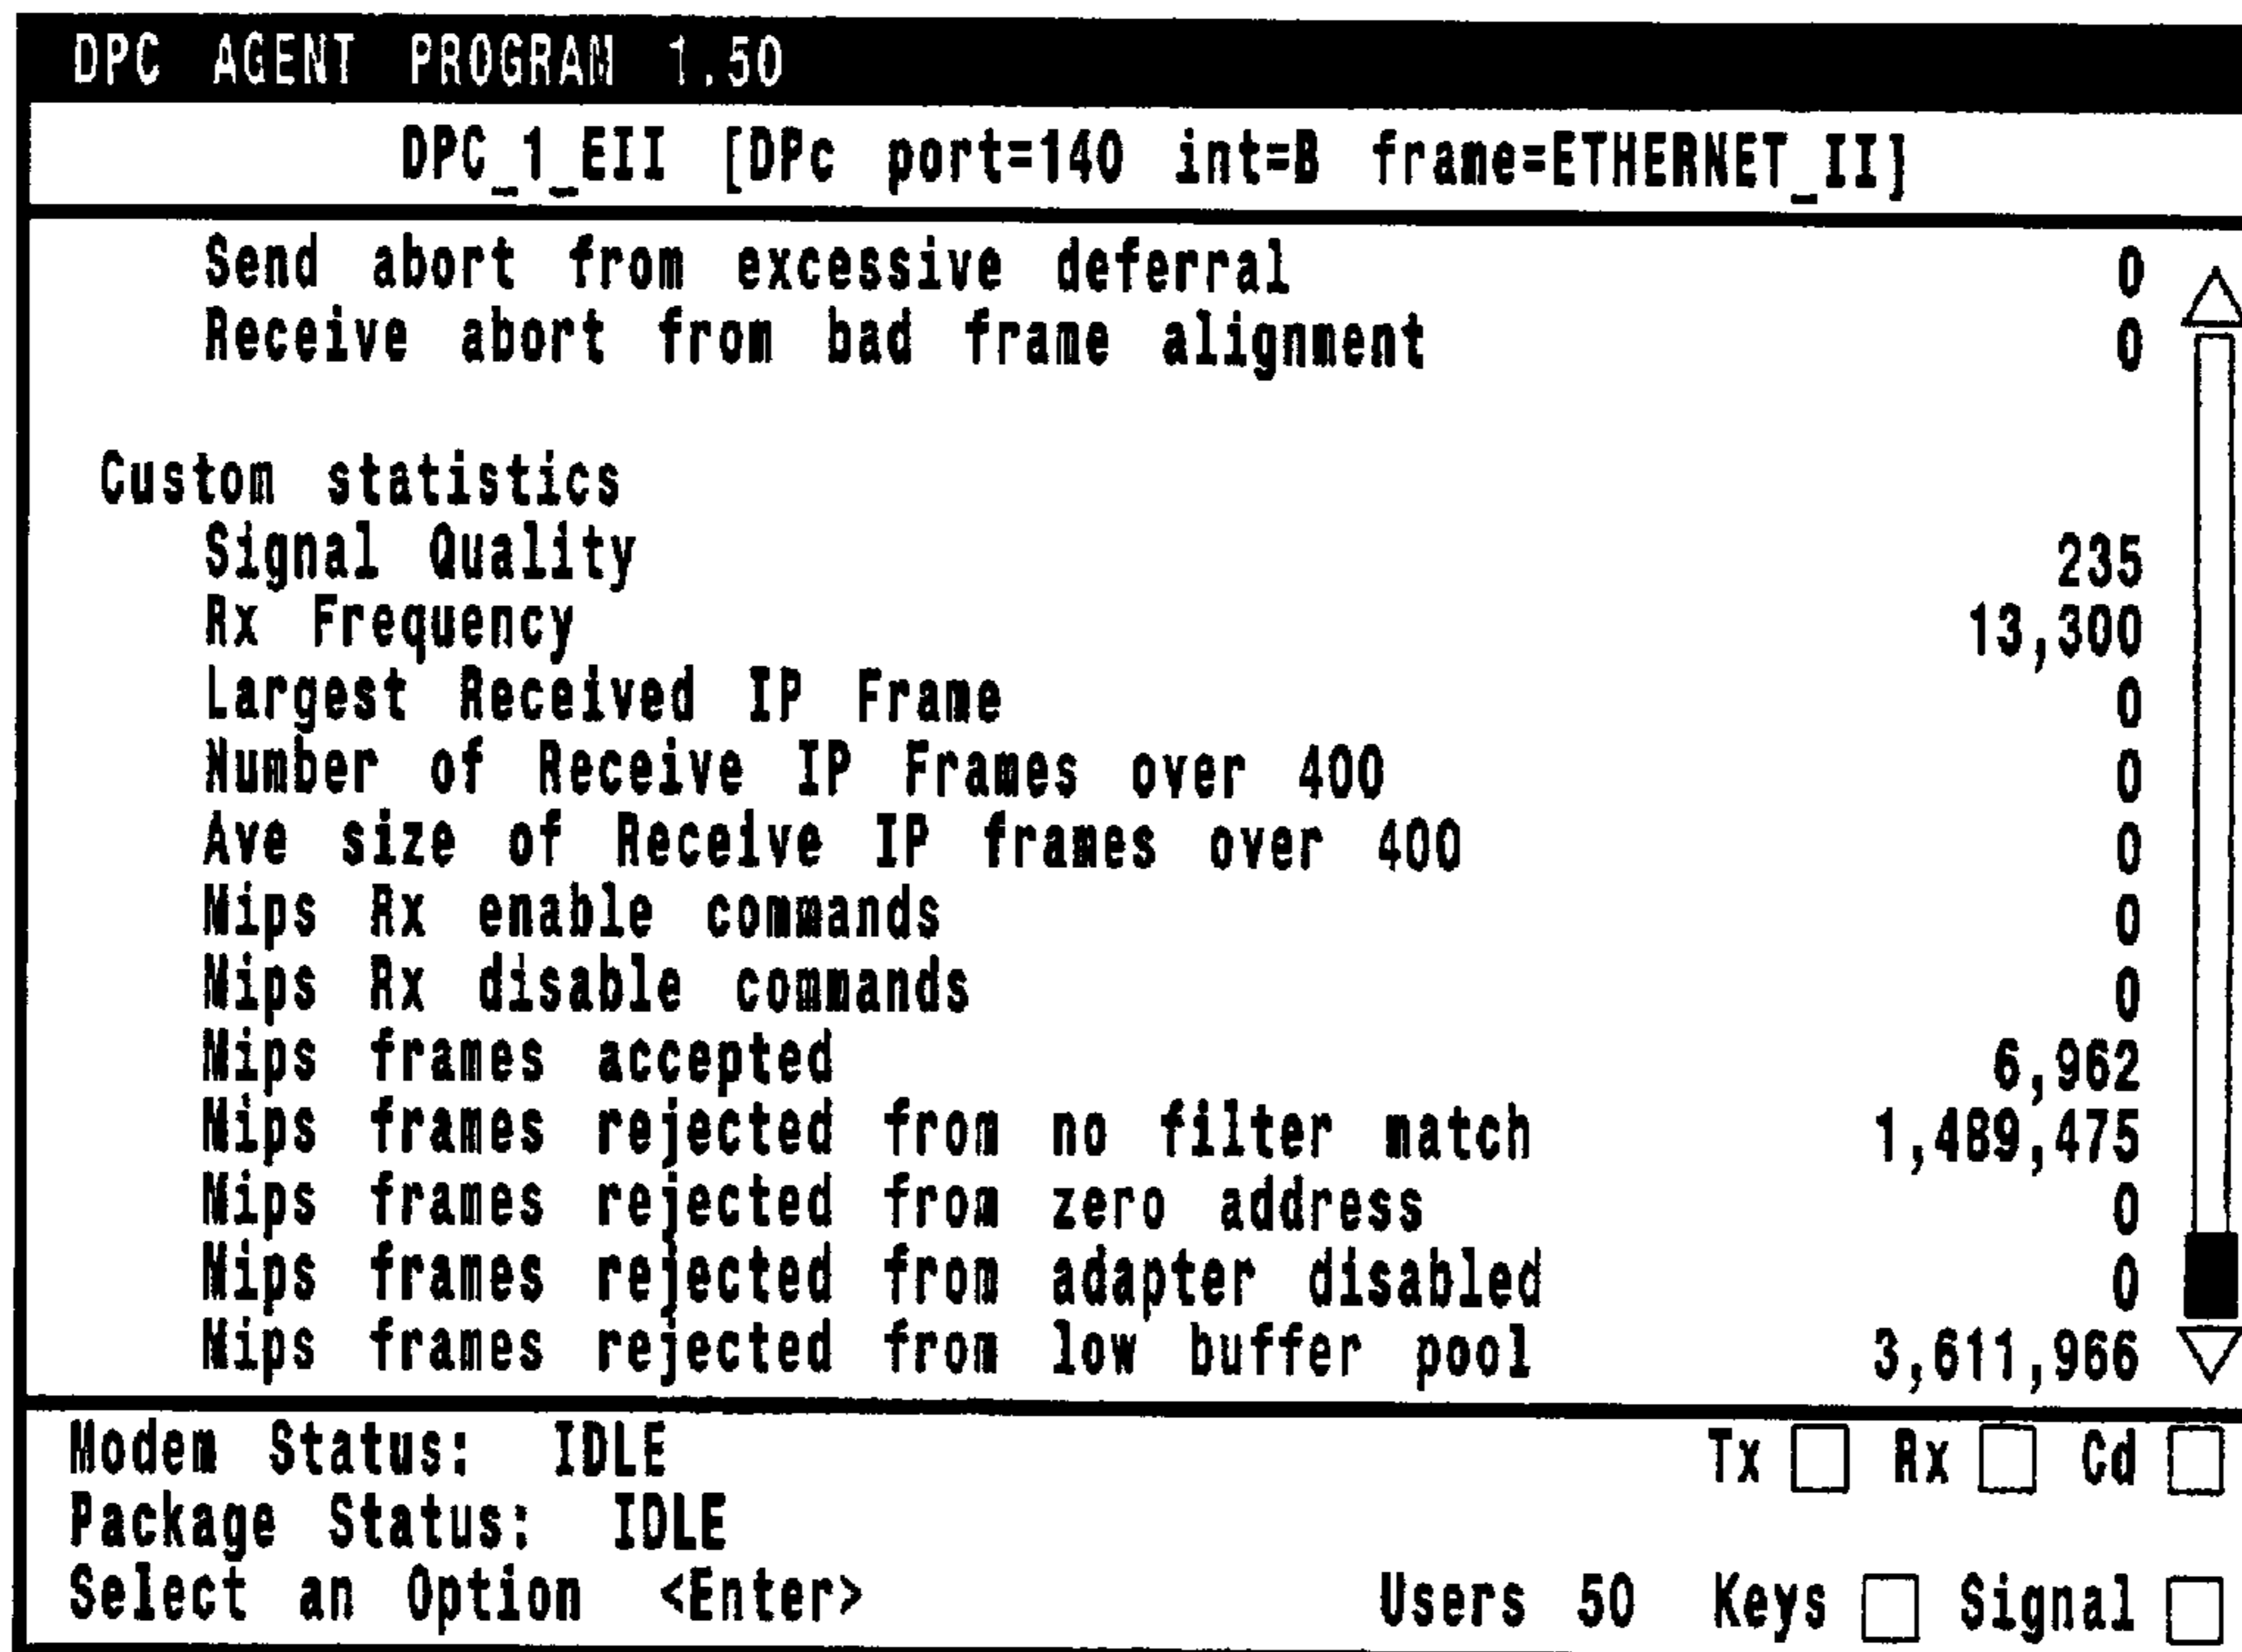 DPC AGENT PROGRAM 1.50
DPC_1_EII [DPc port=140 int=B frame=ETHERNET_II]
Send abort from excessive deferral 0
Receive abort from bad frame alignment 0
Custom statistics
Signal Quality 235
Rx Frequency 13,300
Largest Received IP Frame 0
Number of Receive IP Frames over 400 0
Ave size of Receive IP frames over 400 0
Mips Rx enable commands 0
Mips Rx disable commands 0
Mips frames accepted 6,962
Mips frames rejected from no filter match 1,489,475
Mips frames rejected from zero address 0
Mips frames rejected from adapter disabled 0
Mips frames rejected from low buffer pool 3,611,966
Modem Status: IDLE Tx Rx Cd
Package Status: IDLE
Select an Option <Enter> Users 50 Keys Signal